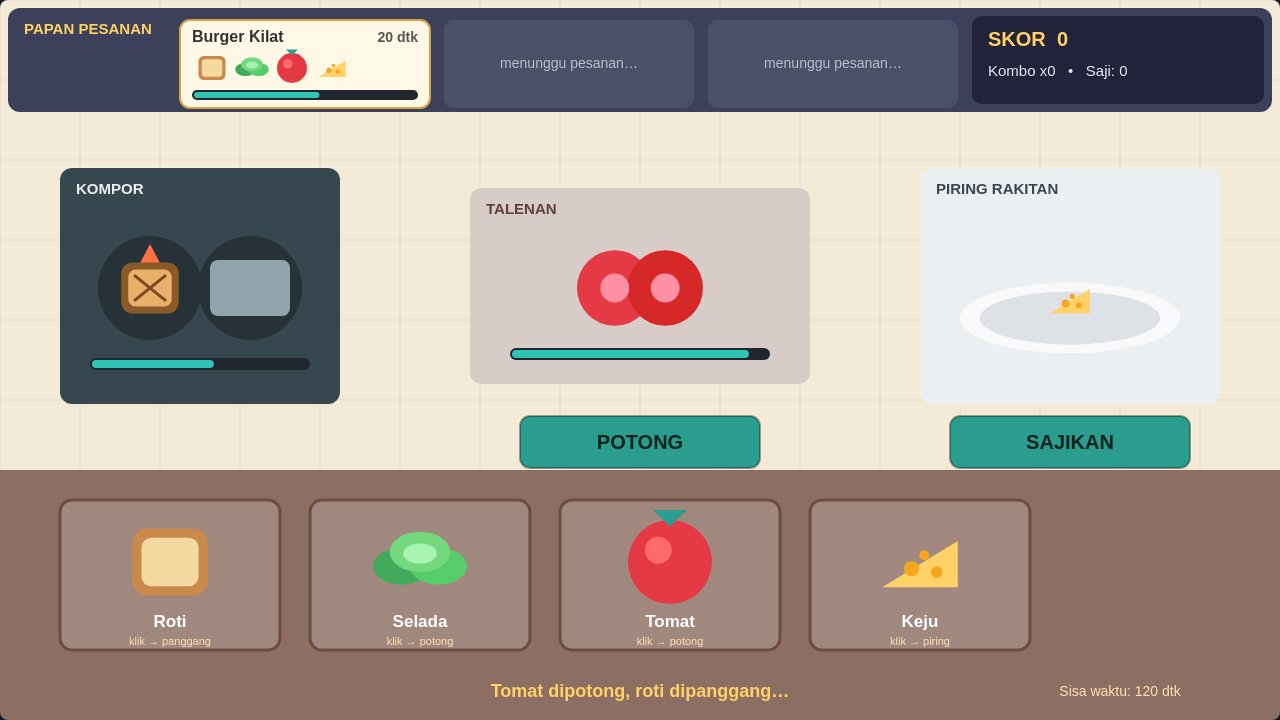 PAPAN PESANAN
Burger Kilat
20 dtk
menunggu pesanan…
menunggu pesanan…
SKOR 0
Kombo x0 • Saji: 0
KOMPOR
TALENAN
PIRING RAKITAN
POTONG
SAJIKAN
Roti
klik → panggang
Selada
klik → potong
Tomat
klik → potong
Keju
klik → piring
Tomat dipotong, roti dipanggang…
Sisa waktu: 120 dtk